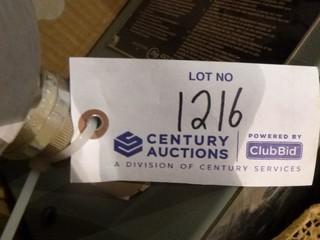 LOT NO
1216
CENTURY AUCTIONS
POWERED BY
ClubBid
A DIVISION OF CENTURY SERVICES